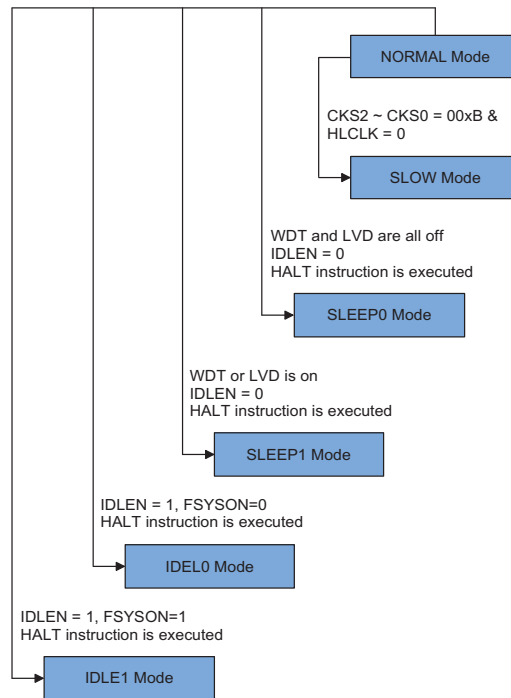 NORMAL Mode
CKS2 ~ CKS0 = 00xB &
HLCLK = 0
SLOW Mode
WDT and LVD are all off
IDLEN = 0
HALT instruction is executed
SLEEP0 Mode
WDT or LVD is on
IDLEN = 0
HALT instruction is executed
SLEEP1 Mode
IDLEN = 1, FSYSON=0
HALT instruction is executed
IDEL0 Mode
IDLEN = 1, FSYSON=1
HALT instruction is executed
IDLE1 Mode